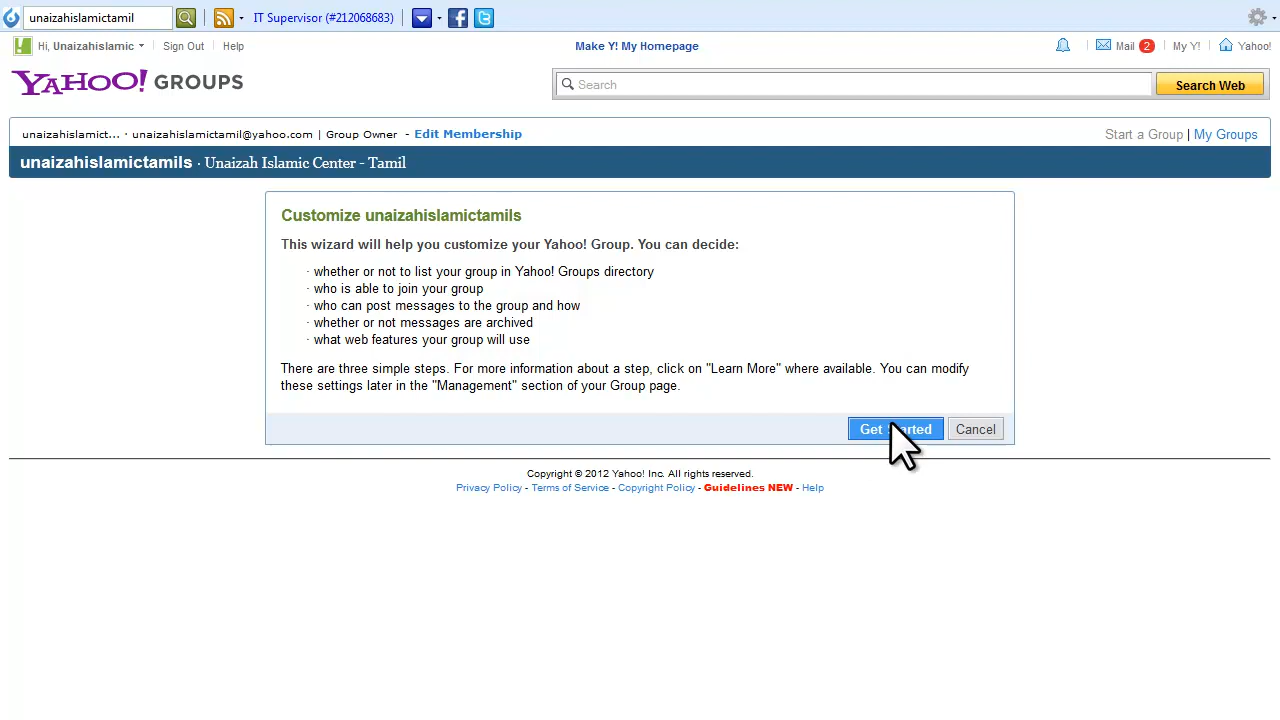 unaizahislamictamil IT Supervisor (#212068683)
Hi, Unaizahislamic Sign Out Help Make Y! My Homepage Mail 2 My Y! Yahoo!
YAHOO! GROUPS Search Search Web
unaizahislamict... · unaizahislamictamil@yahoo.com | Group Owner - Edit Membership Start a Group | My Groups
unaizahislamictamils · Unaizah Islamic Center - Tamil
Customize unaizahislamictamils
This wizard will help you customize your Yahoo! Group. You can decide:
· whether or not to list your group in Yahoo! Groups directory
· who is able to join your group
· who can post messages to the group and how
· whether or not messages are archived
· what web features your group will use
There are three simple steps. For more information about a step, click on "Learn More" where available. You can modify
these settings later in the "Management" section of your Group page.
Get Started Cancel
Copyright © 2012 Yahoo! Inc. All rights reserved.
Privacy Policy - Terms of Service - Copyright Policy - Guidelines NEW - Help